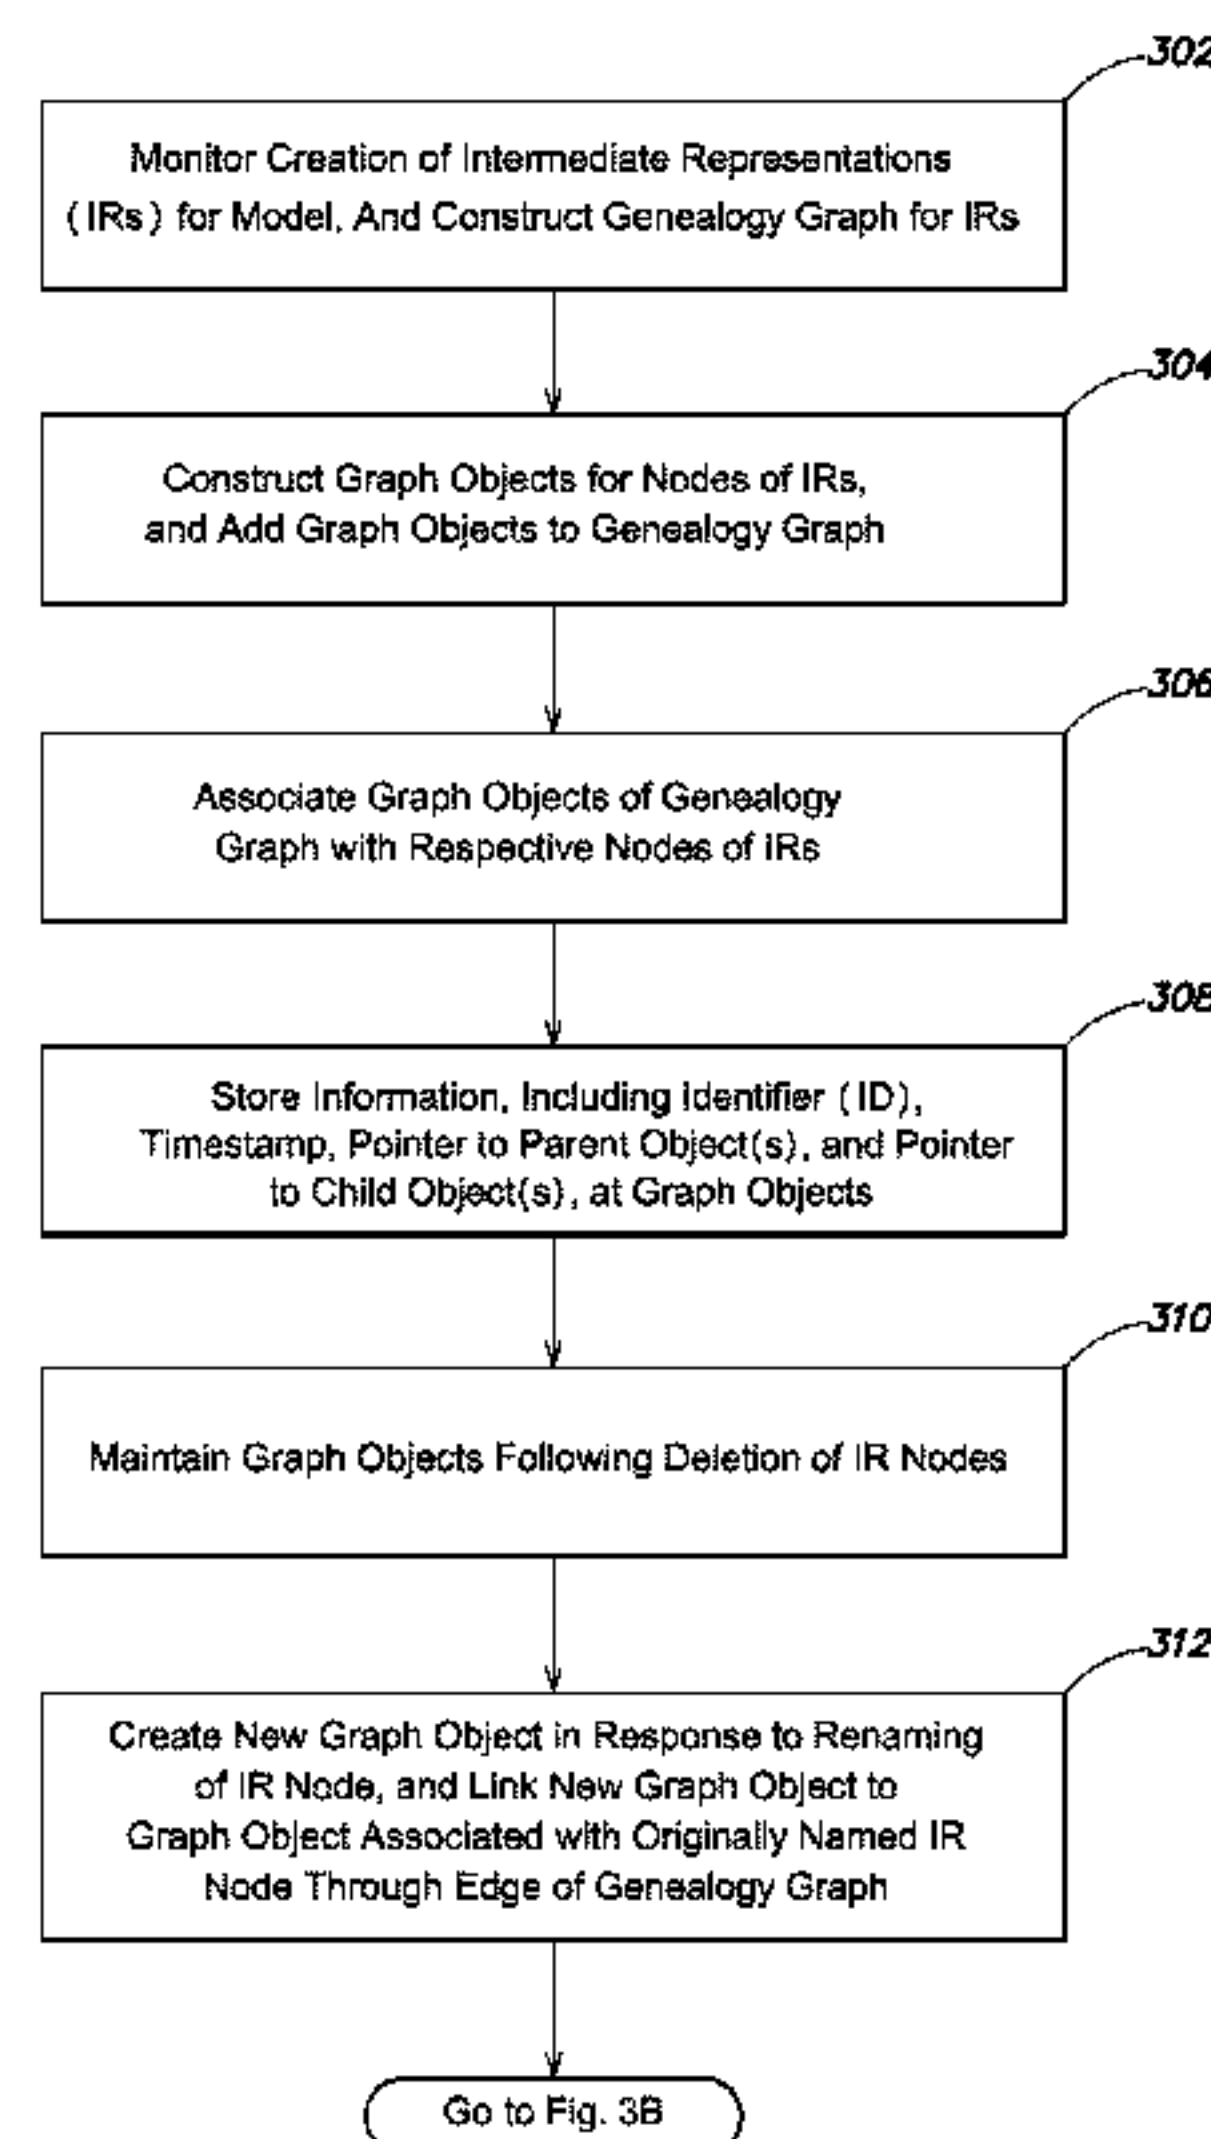 302
Monitor Creation of Intermediate Representations
(IRs) for Model, And Construct Genealogy Graph for IRs
304
Construct Graph Objects for Nodes of IRs,
and Add Graph Objects to Genealogy Graph
306
Associate Graph Objects of Genealogy
Graph with Respective Nodes of IRs
308
Store Information, Including Identifier (ID),
Timestamp, Pointer to Parent Object(s), and Pointer
to Child Object(s), at Graph Objects
310
Maintain Graph Objects Following Deletion of IR Nodes
312
Create New Graph Object in Response to Renaming
of IR Node, and Link New Graph Object to
Graph Object Associated with Originally Named IR
Node Through Edge of Genealogy Graph
Go to Fig. 3B